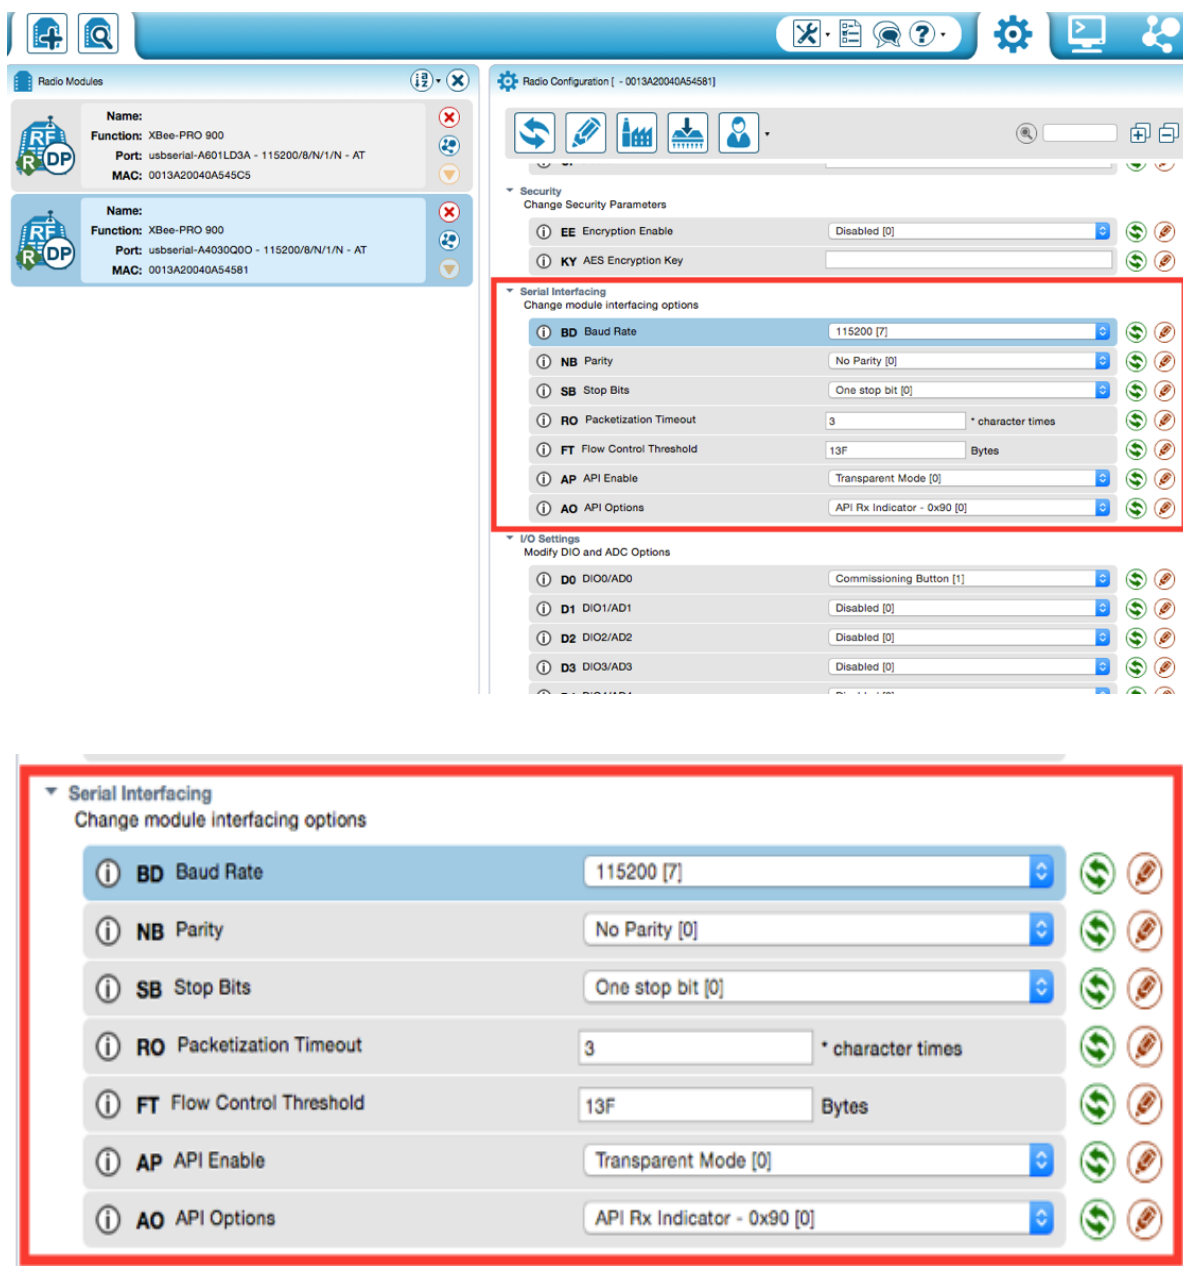 Radio Modules
Name:
Function: XBee-PRO 900
Port: usbserial-A601LD3A - 115200/8/N/1/N - AT
MAC: 0013A20040A545C5
Name:
Function: XBee-PRO 900
Port: usbserial-A4030Q0O - 115200/8/N/1/N - AT
MAC: 0013A20040A54581
Radio Configuration [ - 0013A20040A54581]
Security
Change Security Parameters
EE Encryption Enable Disabled [0]
KY AES Encryption Key
Serial Interfacing
Change module interfacing options
BD Baud Rate 115200 [7]
NB Parity No Parity [0]
SB Stop Bits One stop bit [0]
RO Packetization Timeout 3 * character times
FT Flow Control Threshold 13F Bytes
AP API Enable Transparent Mode [0]
AO API Options API Rx Indicator - 0x90 [0]
I/O Settings
Modify DIO and ADC Options
D0 DIO0/AD0 Commissioning Button [1]
D1 DIO1/AD1 Disabled [0]
D2 DIO2/AD2 Disabled [0]
D3 DIO3/AD3 Disabled [0]
Serial Interfacing
Change module interfacing options
BD Baud Rate 115200 [7]
NB Parity No Parity [0]
SB Stop Bits One stop bit [0]
RO Packetization Timeout 3 * character times
FT Flow Control Threshold 13F Bytes
AP API Enable Transparent Mode [0]
AO API Options API Rx Indicator - 0x90 [0]